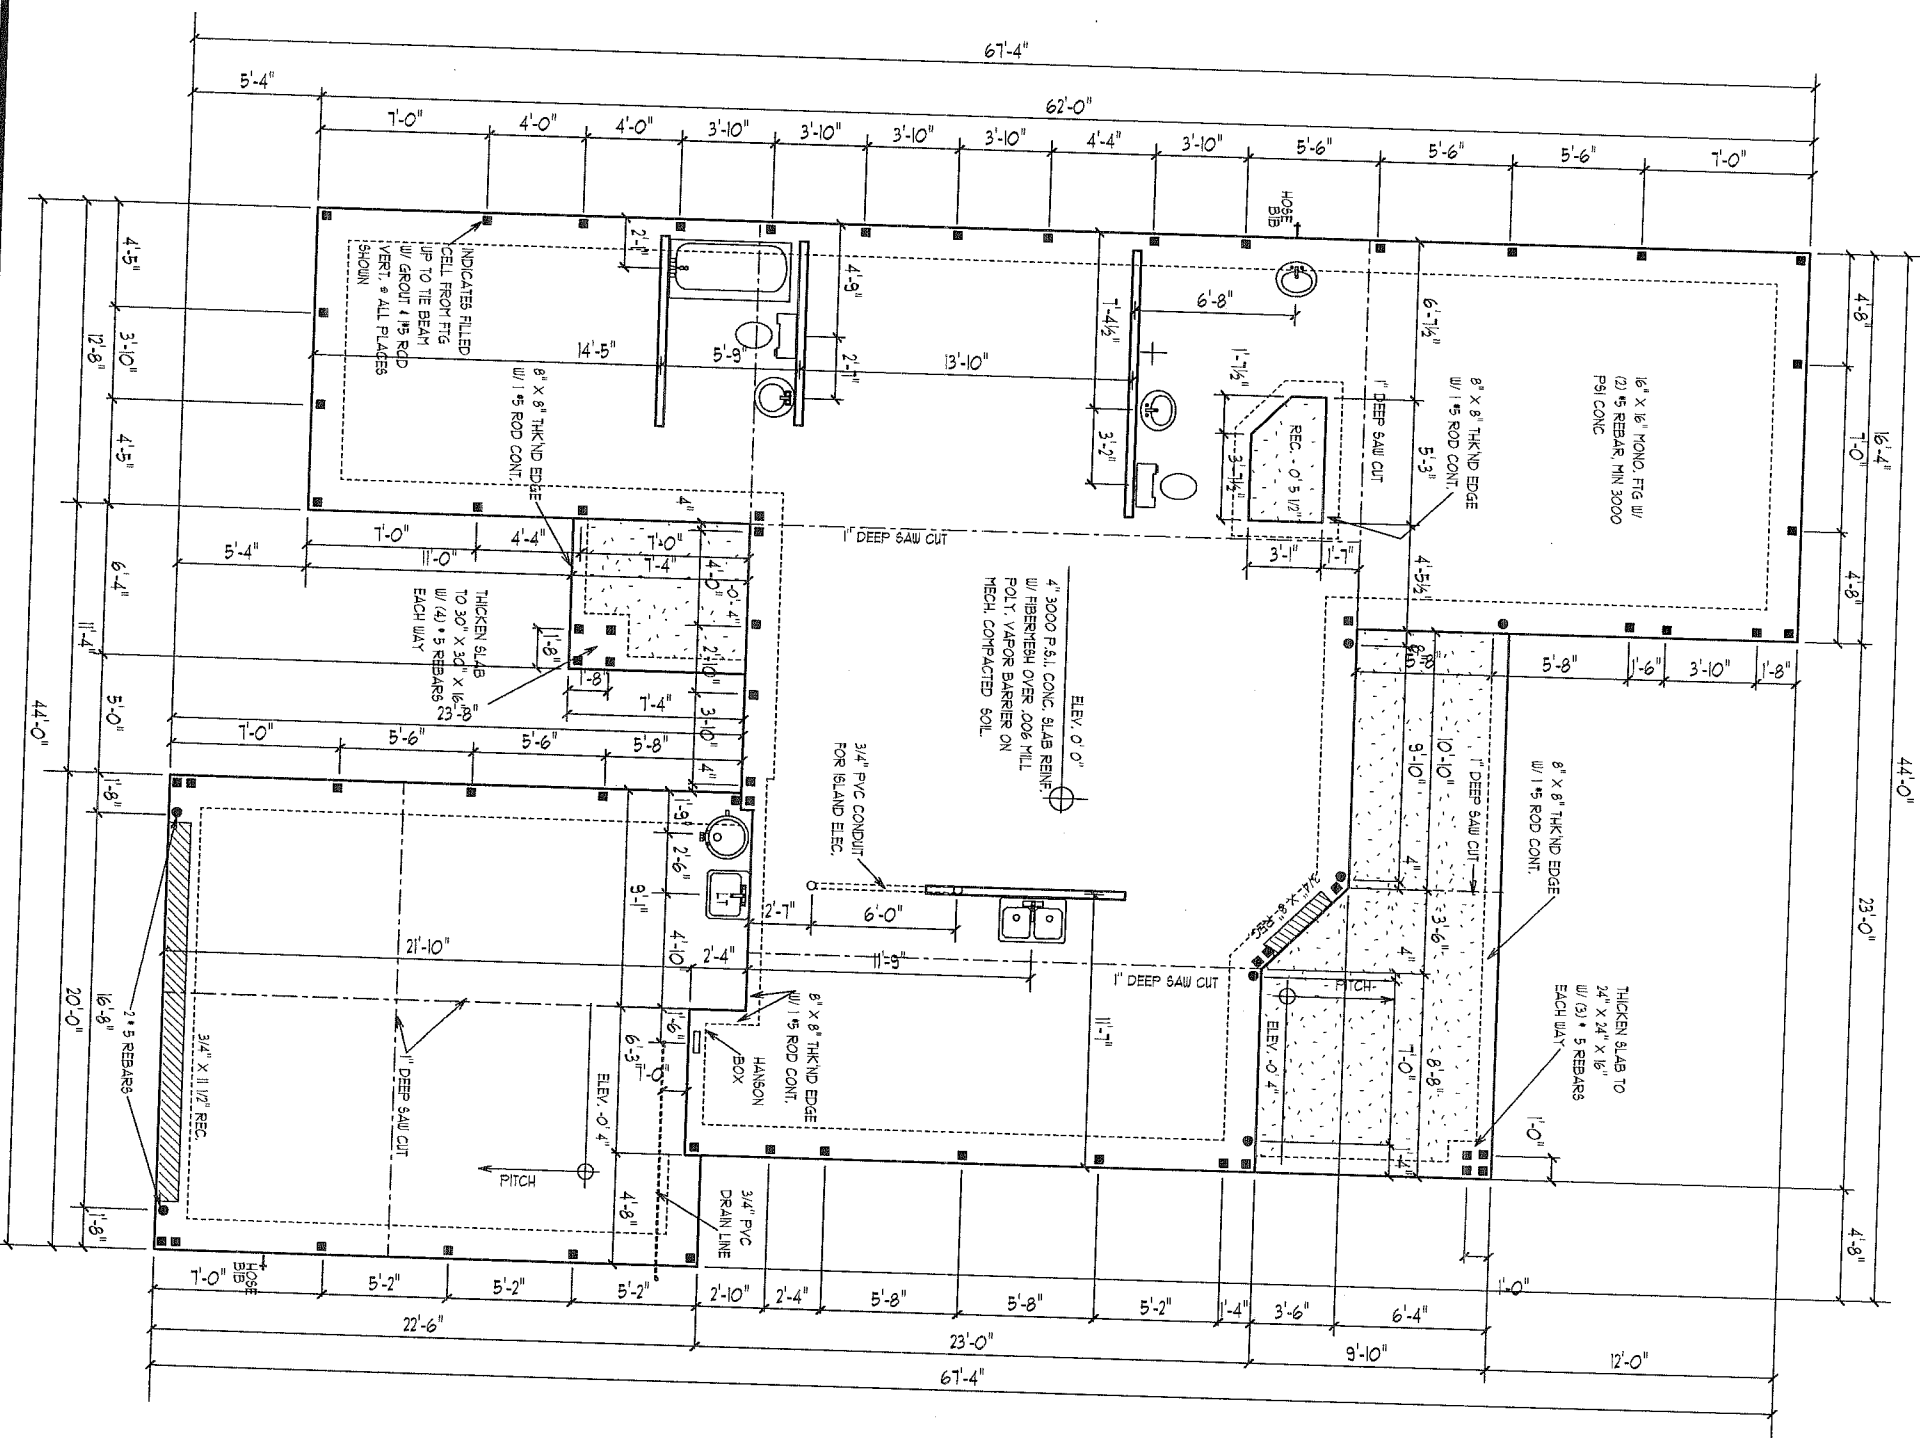 67'-4"
5'-4"
62'-0"
7'-0"
4'-0"
4'-0"
3'-10"
3'-10"
3'-10"
3'-10"
4'-4"
3'-10"
5'-6"
5'-6"
5'-6"
7'-0"
HOSE
BIB
4'-5"
3'-10"
12'-8"
4'-5"
6'-4"
11'-4"
5'-0"
44'-0"
1'-8"
16'-8"
20'-0"
1'-8"
INDICATES FILLED
CELL FROM FTG
UP TO TIE BEAM
W/ GROUT & 1 #5 ROD
VERT. @ ALL PLACES
SHOWN
2'-1"
4'-9"
2'-7"
14'-5"
5'-9"
13'-10"
7'-4½"
3'-2"
6'-8"
1'-7½"
3'-7½"
REC. - 0' 5 1/2"
3'-1"
1'-7"
6'-7½"
5'-3"
4'-5½"
1" DEEP SAW CUT
8" X 8" THK'ND EDGE
W/ 1 #5 ROD CONT.
16" X 16" MONO. FTG W/
(2) #5 REBAR, MIN 3000
PSI CONC
4'-8"
7'-0"
16'-4"
4'-8"
44'-0"
23'-0"
4'-8"
8" X 8" THK'ND EDGE
W/ 1 #5 ROD CONT.
1" DEEP SAW CUT
4"
7'-0"
4'-4"
7'-0"
5'-4"
11'-0"
7'-4"
4'-0"
-0'-4"
2'-10"
3'-10"
4"
1'-8"
1'-8"
7'-4"
23'-8"
THICKEN SLAB
TO 30" X 30" X 16"
W/ (4) # 5 REBARS
EACH WAY
7'-0"
5'-6"
5'-6"
5'-8"
ELEV. 0' 0"
4" 3000 P.S.I. CONC. SLAB REINF.
W/ FIBERMESH OVER .006 MILL
POLY. VAPOR BARRIER ON
MECH. COMPACTED SOIL.
3/4" PVC CONDUIT
FOR ISLAND ELEC.
5'-8"
1'-6"
3'-10"
1'-8"
9'-10"
10'-10"
1" DEEP SAW CUT
8" X 8" THK'ND EDGE
W/ 1 #5 ROD CONT.
4"
3'-6"
4"
7'-0"
8'-8"
3/4" X 8" REC.
PITCH
ELEV. -0' 4"
THICKEN SLAB TO
24" X 24" X 16"
W/ (3) # 5 REBARS
EACH WAY
1'-0"
1'-9"
2'-6"
9'-1"
4'-10"
LT
2'-7"
6'-0"
2'-4"
11'-9"
1" DEEP SAW CUT
11'-7"
21'-10"
1'-6"
6'-3"
8" X 8" THK'ND EDGE
W/ 1 #5 ROD CONT.
HANSON
BOX
2 # 5 REBARS
3/4" X 11 1/2" REC.
1" DEEP SAW CUT
ELEV. -0' 4"
PITCH
4'-8"
3/4" PVC
DRAIN LINE
HOSE
BIB
7'-0"
5'-2"
5'-2"
5'-2"
2'-10"
2'-4"
5'-8"
5'-8"
5'-2"
1'-4"
3'-6"
6'-4"
1'-0"
22'-6"
23'-0"
9'-10"
12'-0"
67'-4"